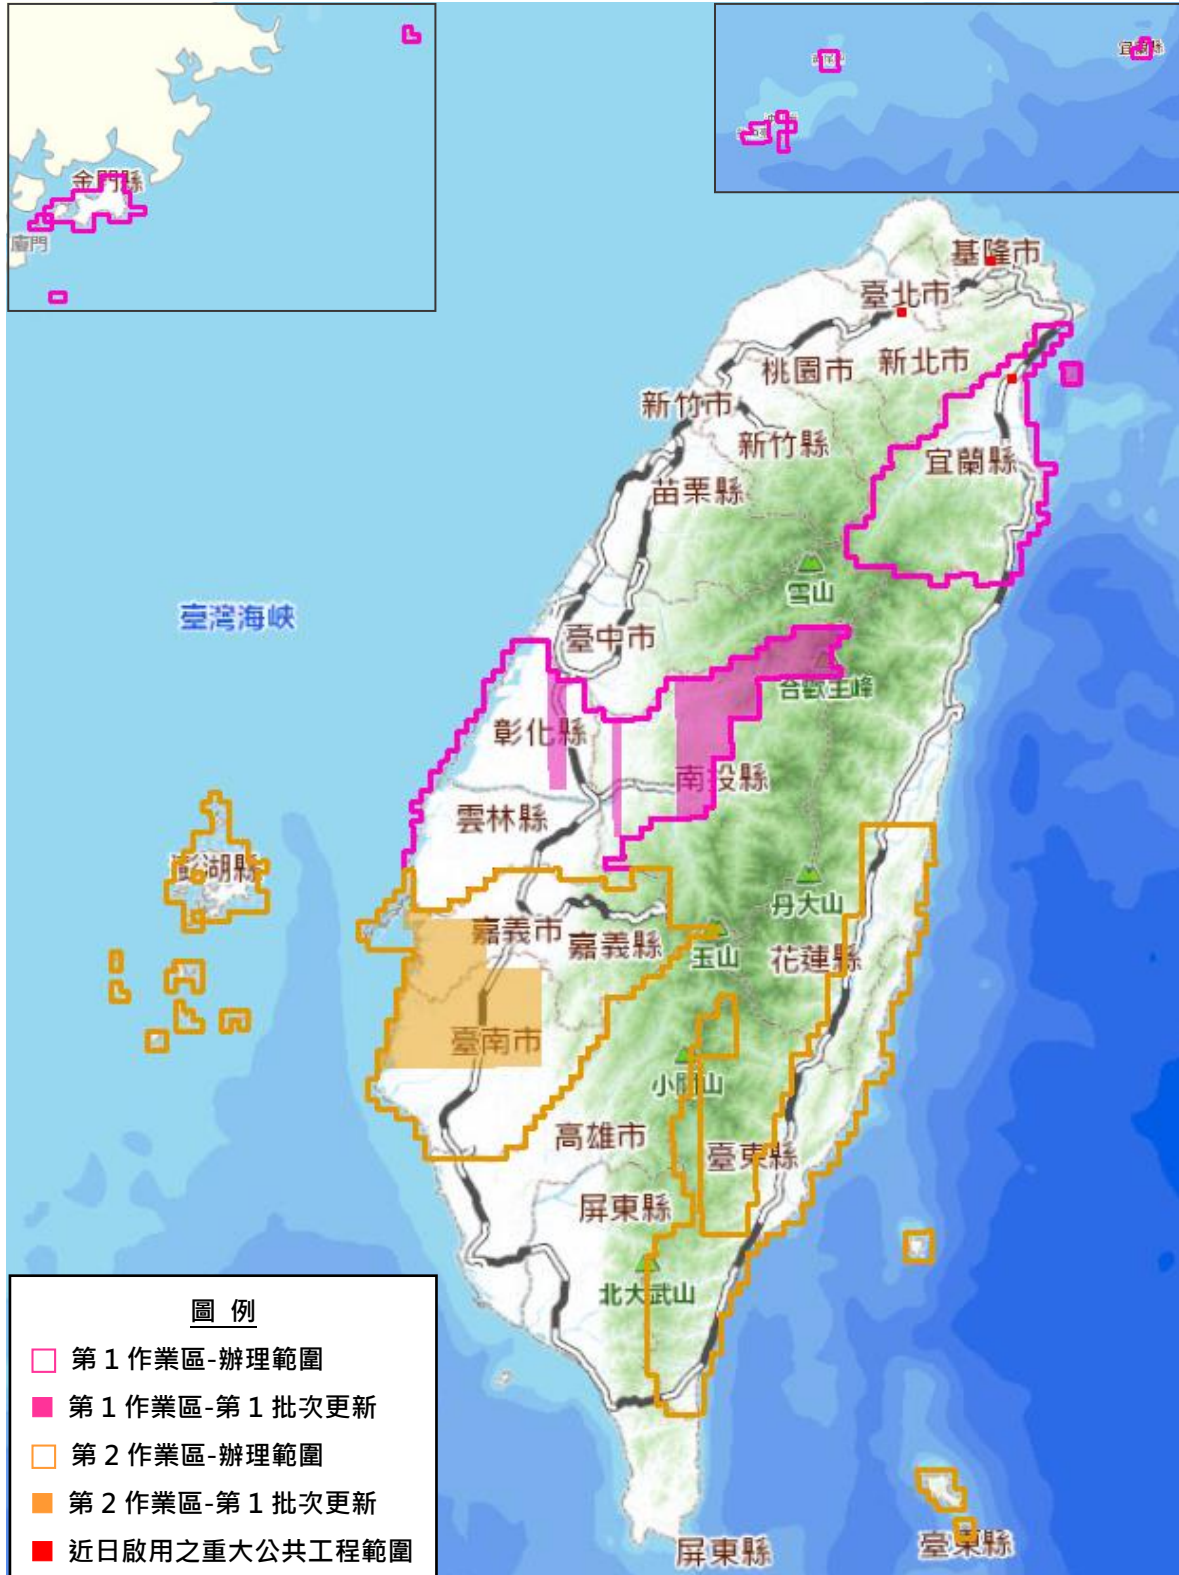 金門縣
廈門
宜蘭縣
基隆市
臺北市
新北市
桃園市
新竹市
新竹縣
宜蘭縣
苗栗縣
雪山
臺灣海峽
臺中市
合歡主峰
彰化縣
南投縣
雲林縣
澎湖縣
丹大山
嘉義市
嘉義縣
玉山
花蓮縣
臺南市
小關山
高雄市
臺東縣
屏東縣
北大武山
臺東縣
屏東縣
圖 例
第 1 作業區-辦理範圍
第 1 作業區-第 1 批次更新
第 2 作業區-辦理範圍
第 2 作業區-第 1 批次更新
近日啟用之重大公共工程範圍